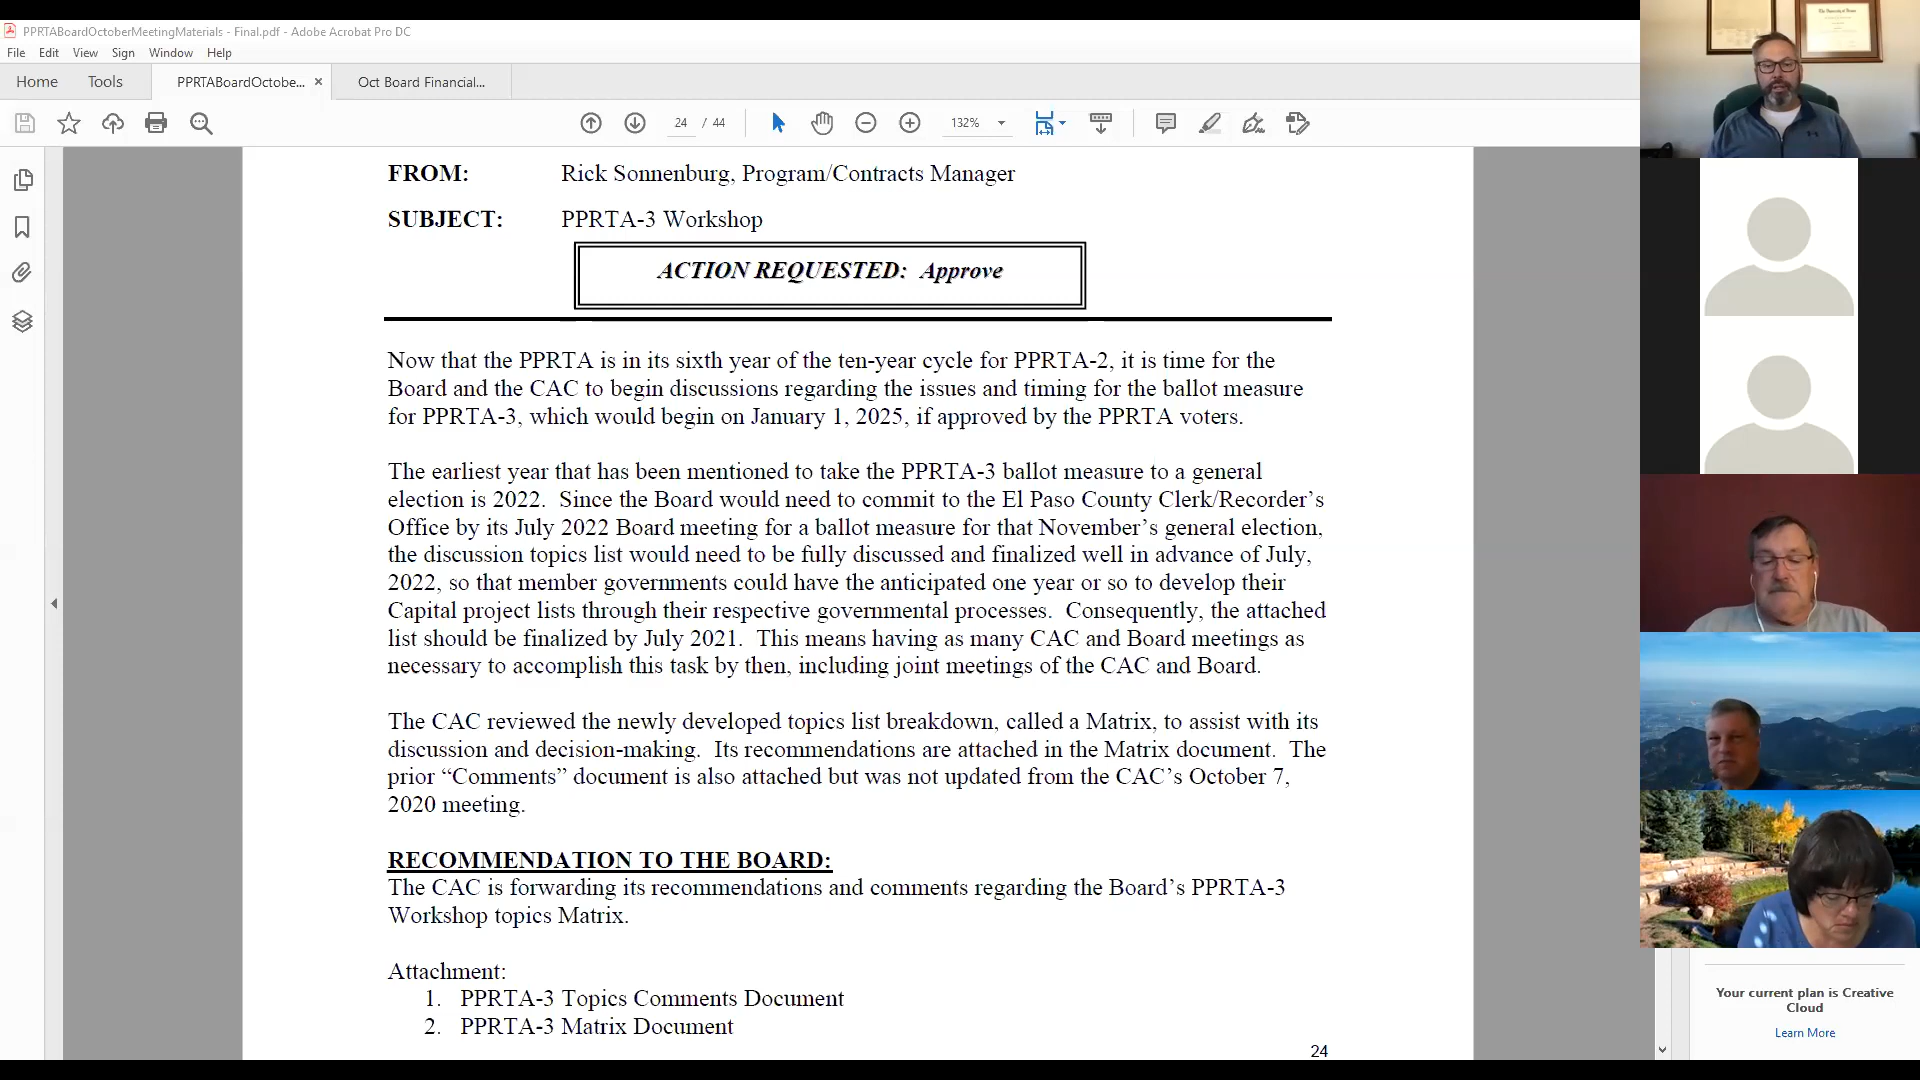 PPRTABoardOctoberMeetingMaterials - Final.pdf - Adobe Acrobat Pro DC
File Edit View Sign Window Help
Home Tools PPRTABoardOctobe... × Oct Board Financial...
24 / 44 132%
FROM: Rick Sonnenburg, Program/Contracts Manager
SUBJECT: PPRTA-3 Workshop
ACTION REQUESTED: Approve
Now that the PPRTA is in its sixth year of the ten-year cycle for PPRTA-2, it is time for the
Board and the CAC to begin discussions regarding the issues and timing for the ballot measure
for PPRTA-3, which would begin on January 1, 2025, if approved by the PPRTA voters.
The earliest year that has been mentioned to take the PPRTA-3 ballot measure to a general
election is 2022. Since the Board would need to commit to the El Paso County Clerk/Recorder’s
Office by its July 2022 Board meeting for a ballot measure for that November’s general election,
the discussion topics list would need to be fully discussed and finalized well in advance of July,
2022, so that member governments could have the anticipated one year or so to develop their
Capital project lists through their respective governmental processes. Consequently, the attached
list should be finalized by July 2021. This means having as many CAC and Board meetings as
necessary to accomplish this task by then, including joint meetings of the CAC and Board.
The CAC reviewed the newly developed topics list breakdown, called a Matrix, to assist with its
discussion and decision-making. Its recommendations are attached in the Matrix document. The
prior “Comments” document is also attached but was not updated from the CAC’s October 7,
2020 meeting.
RECOMMENDATION TO THE BOARD:
The CAC is forwarding its recommendations and comments regarding the Board’s PPRTA-3
Workshop topics Matrix.
Attachment:
1. PPRTA-3 Topics Comments Document
2. PPRTA-3 Matrix Document
24
Your current plan is Creative
Cloud
Learn More